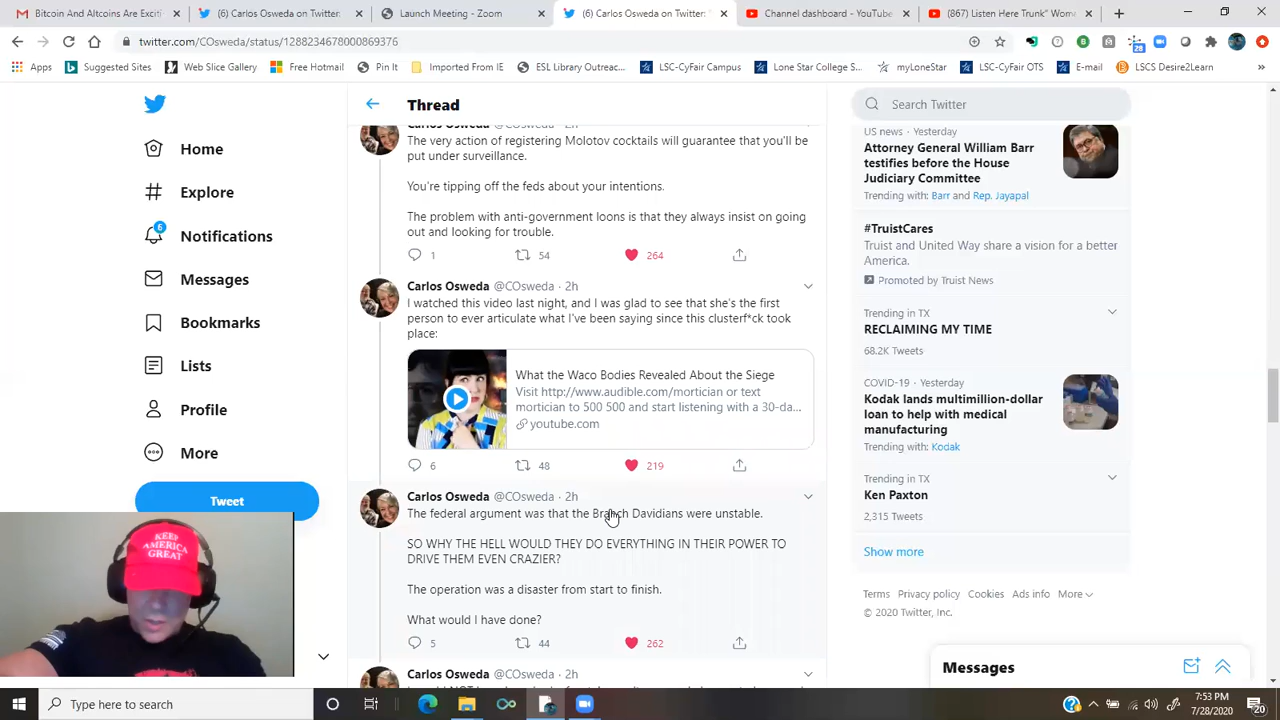 Bitcoin and Altcoins are Exciti
(6) Carlos Osweda on Twitter
Launch Meeting - Zoom
(6) Carlos Osweda on Twitter: "
Channel dashboard - YouTube
(867) Listen Here Trunk" Wom
twitter.com/COsweda/status/1288234678000869376
28
Apps
Suggested Sites
Web Slice Gallery
Free Hotmail
Pin It
Imported From IE
ESL Library Outreac...
LSC-CyFair Campus
Lone Star College S...
myLoneStar
LSC-CyFair OTS
E-mail
LSCS Desire2Learn
Home
Explore
6
Notifications
Messages
Bookmarks
Lists
Profile
More
Tweet
Thread
Carlos Osweda @COsweda · 2h
The very action of registering Molotov cocktails will guarantee that you'll be
put under surveillance.
You're tipping off the feds about your intentions.
The problem with anti-government loons is that they always insist on going
out and looking for trouble.
1 54 264
Carlos Osweda @COsweda · 2h
I watched this video last night, and I was glad to see that she's the first
person to ever articulate what I've been saying since this clusterf*ck took
place:
What the Waco Bodies Revealed About the Siege
Visit http://www.audible.com/mortician or text
mortician to 500 500 and start listening with a 30-da...
youtube.com
6 48 219
Carlos Osweda @COsweda · 2h
The federal argument was that the Branch Davidians were unstable.
SO WHY THE HELL WOULD THEY DO EVERYTHING IN THEIR POWER TO
DRIVE THEM EVEN CRAZIER?
The operation was a disaster from start to finish.
What would I have done?
5 44 262
Carlos Osweda @COsweda · 2h
Search Twitter
US news · Yesterday
Attorney General William Barr
testifies before the House
Judiciary Committee
Trending with: Barr and Rep. Jayapal
#TruistCares
Truist and United Way share a vision for a better
America.
Promoted by Truist News
Trending in TX
RECLAIMING MY TIME
68.2K Tweets
COVID-19 · Yesterday
Kodak lands multimillion-dollar
loan to help with medical
manufacturing
Trending with: Kodak
Trending in TX
Ken Paxton
2,315 Tweets
Show more
Terms Privacy policy Cookies Ads info More
© 2020 Twitter, Inc.
Messages
KEEP
AMERICA
GREAT
Type here to search
7:53 PM
7/28/2020
20